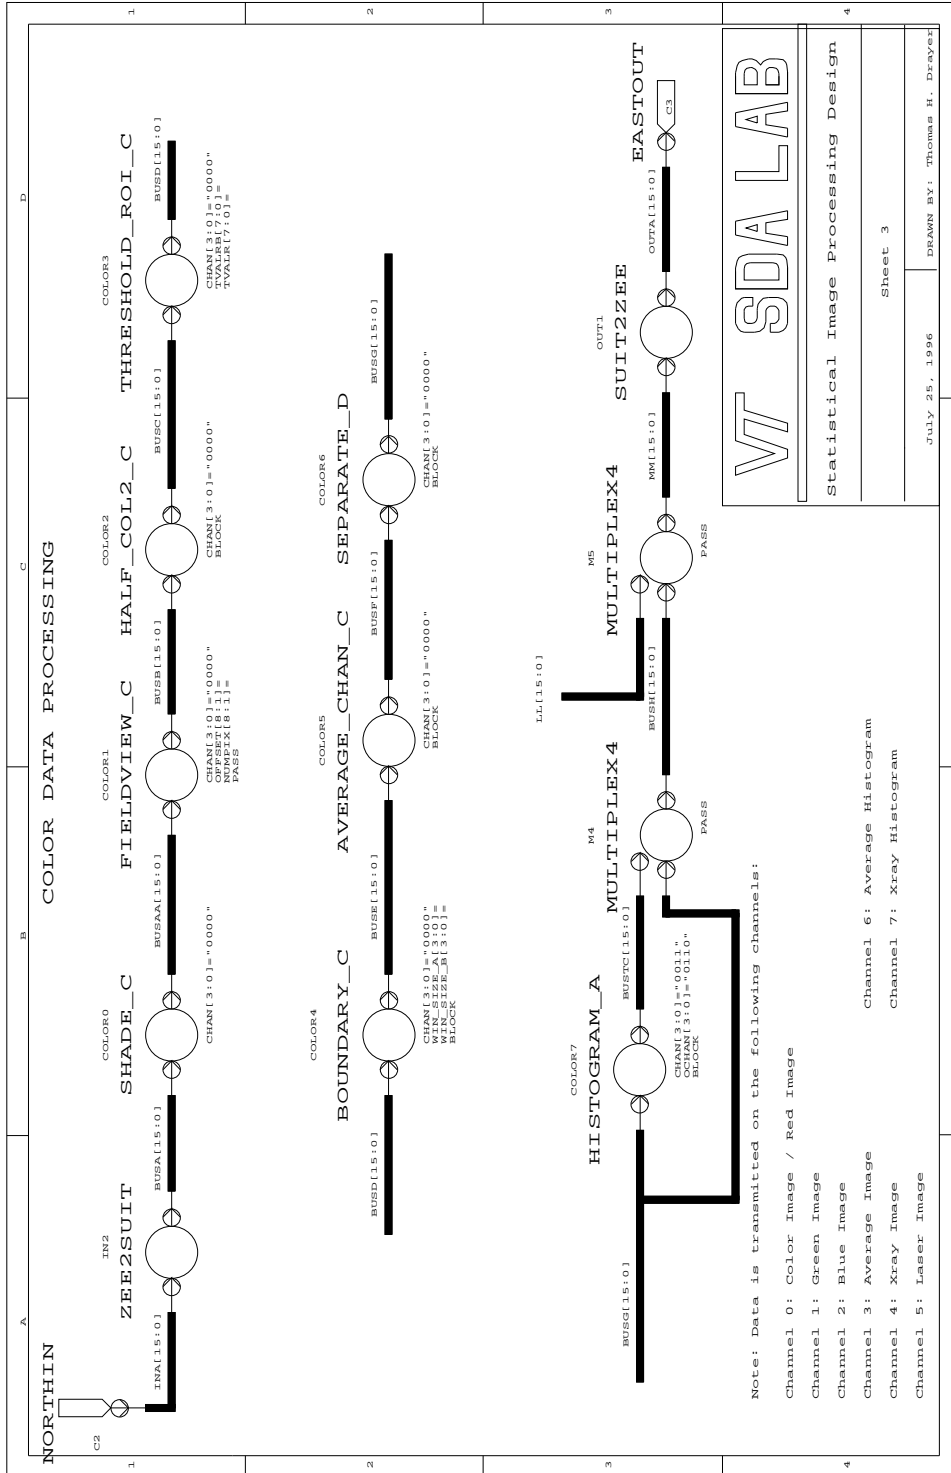 A
B
C
D
COLOR DATA PROCESSING
NORTHIN
C2
1
1
INA[15:0]
IN2
ZEE2SUIT
BUSA[15:0]
COLOR0
SHADE_C
CHAN[3:0]="0000"
BUSAA[15:0]
COLOR1
FIELDVIEW_C
CHAN[3:0]="0000"
OFFSET[8:1]=
NUMPIX[8:1]=
PASS
BUSB[15:0]
COLOR2
HALF_COL2_C
CHAN[3:0]="0000"
BLOCK
BUSC[15:0]
COLOR3
THRESHOLD_ROI_C
CHAN[3:0]="0000"
TVALRB[7:0]=
TVALR[7:0]=
BUSD[15:0]
2
2
BUSD[15:0]
COLOR4
BOUNDARY_C
CHAN[3:0]="0000"
WIN_SIZE_A[3:0]=
WIN_SIZE_B[3:0]=
BLOCK
BUSE[15:0]
COLOR5
AVERAGE_CHAN_C
CHAN[3:0]="0000"
BLOCK
BUSF[15:0]
COLOR6
SEPARATE_D
CHAN[3:0]="0000"
BLOCK
BUSG[15:0]
3
3
BUSG[15:0]
COLOR7
HISTOGRAM_A
CHAN[3:0]="0011"
OCHAN[3:0]="0110"
BLOCK
BUSTC[15:0]
M4
MULTIPLEX4
PASS
LL[15:0]
BUSH[15:0]
M5
MULTIPLEX4
PASS
MM[15:0]
OUT1
SUIT2ZEE
OUTA[15:0]
EASTOUT
C3
4
4
Note: Data is transmitted on the following channels:
Channel 0: Color Image / Red Image
Channel 1: Green Image
Channel 2: Blue Image
Channel 3: Average Image
Channel 4: Xray Image
Channel 5: Laser Image
Channel 6: Average Histogram
Channel 7: Xray Histogram
VT SDA LAB
Statistical Image Processing Design
Sheet 3
July 25, 1996
DRAWN BY: Thomas H. Drayer